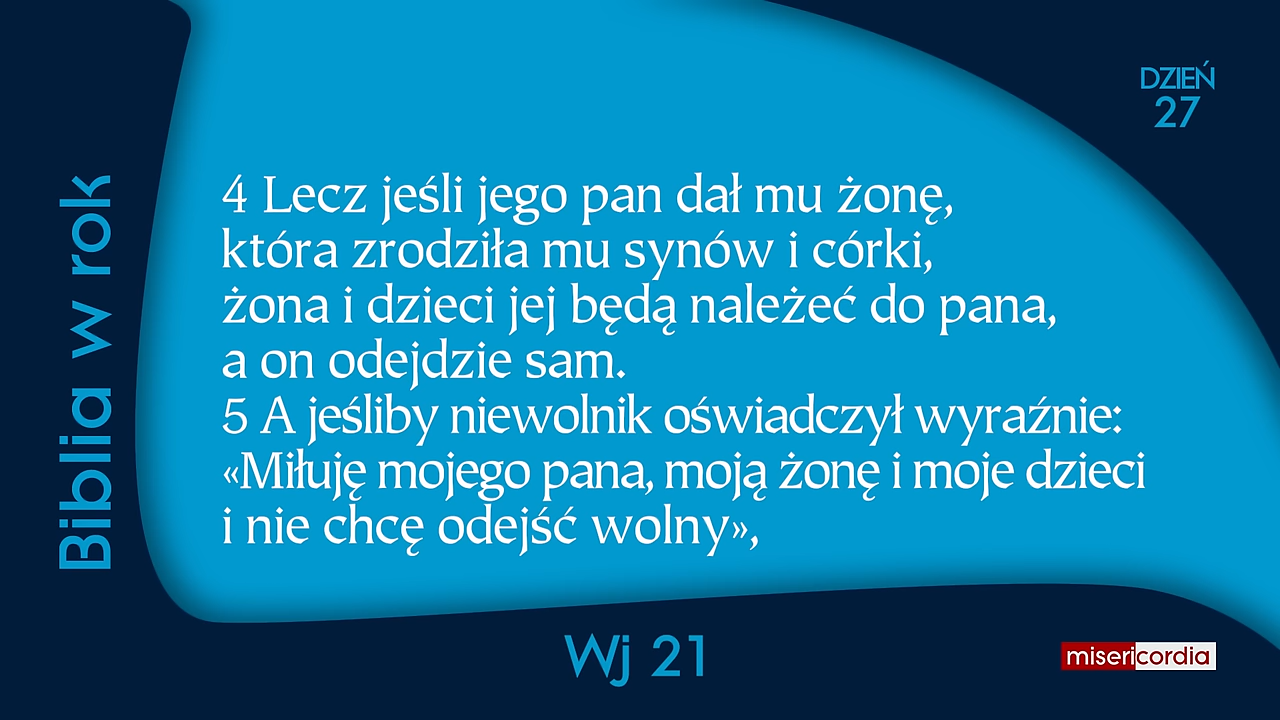 DZIEŃ
27
Biblia w rok
4 Lecz jeśli jego pan dał mu żonę,
która zrodziła mu synów i córki,
żona i dzieci jej będą należeć do pana,
a on odejdzie sam.
5 A jeśliby niewolnik oświadczył wyraźnie:
«Miłuję mojego pana, moją żonę i moje dzieci
i nie chcę odejść wolny»,
Wj 21
misericordia